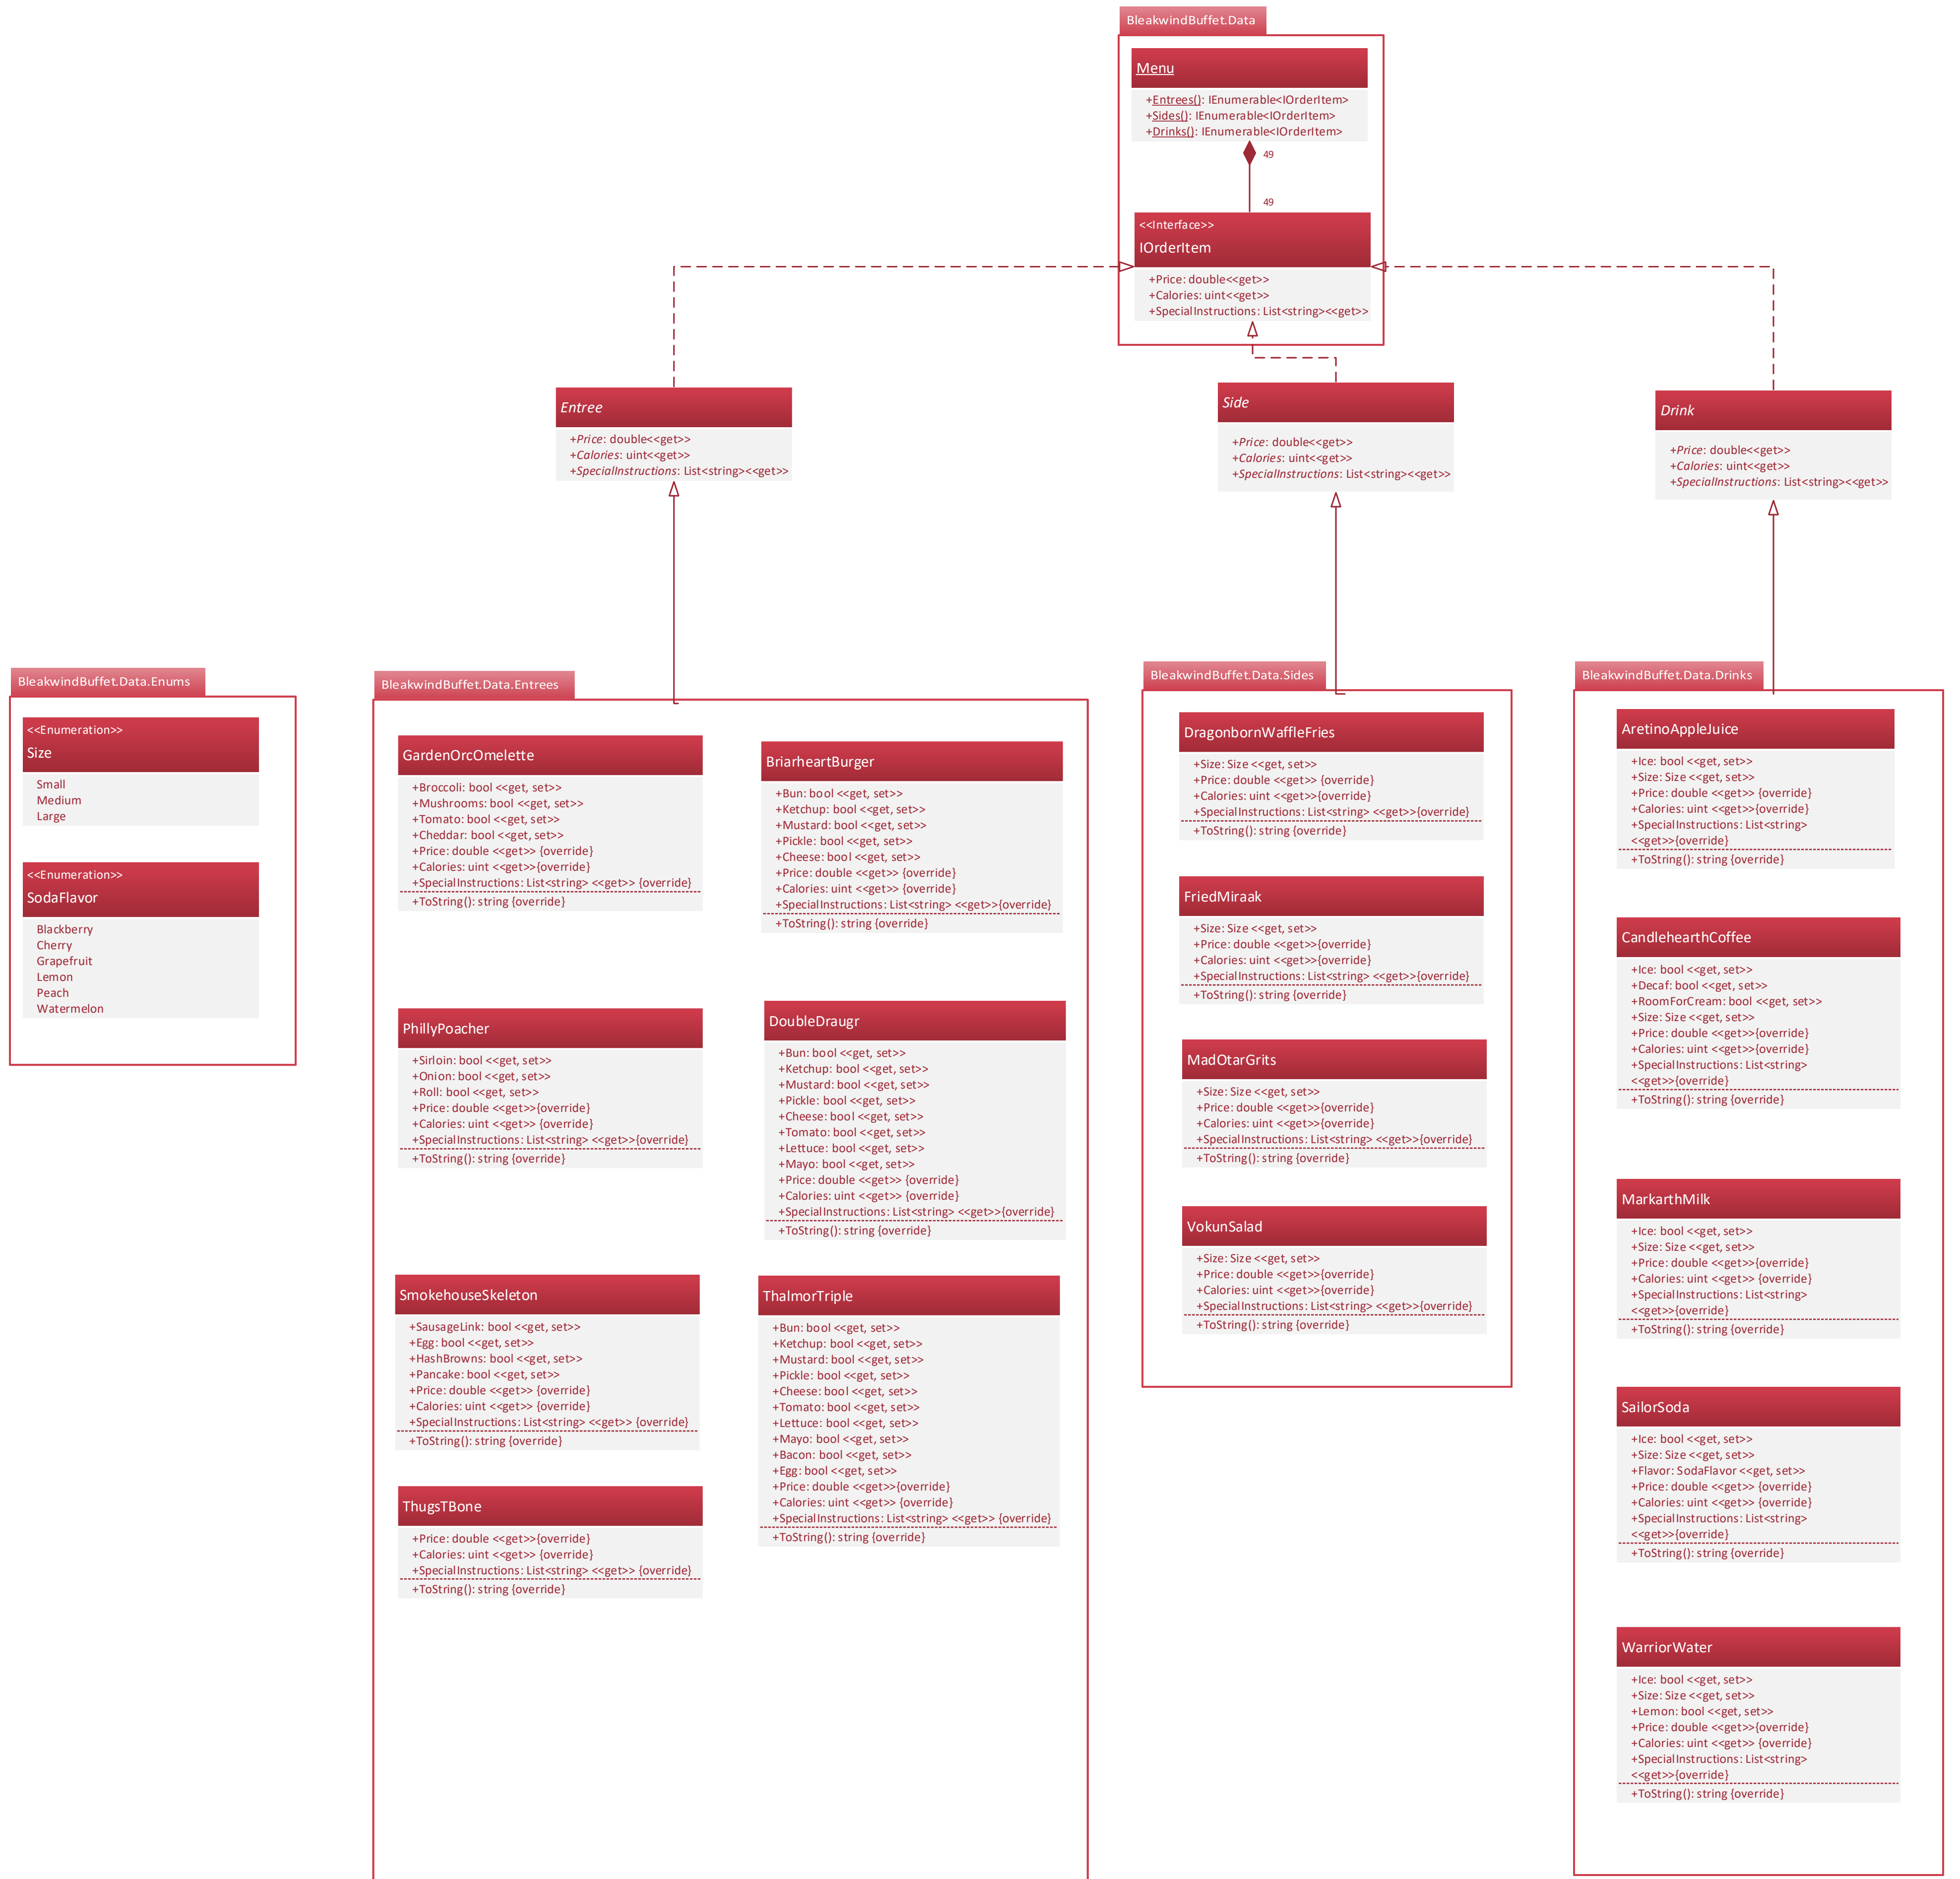 BleakwindBuffet.Data
Menu
+Entrees(): IEnumerable<IOrderItem>
+Sides(): IEnumerable<IOrderItem>
+Drinks(): IEnumerable<IOrderItem>
49
49
<<Interface>>
IOrderItem
+Price: double<<get>>
+Calories: uint<<get>>
+SpecialInstructions: List<string><<get>>
Entree
+Price: double<<get>>
+Calories: uint<<get>>
+SpecialInstructions: List<string><<get>>
Side
+Price: double<<get>>
+Calories: uint<<get>>
+SpecialInstructions: List<string><<get>>
Drink
+Price: double<<get>>
+Calories: uint<<get>>
+SpecialInstructions: List<string><<get>>
BleakwindBuffet.Data.Enums
<<Enumeration>>
Size
Small
Medium
Large
<<Enumeration>>
SodaFlavor
Blackberry
Cherry
Grapefruit
Lemon
Peach
Watermelon
BleakwindBuffet.Data.Entrees
GardenOrcOmelette
+Broccoli: bool <<get, set>>
+Mushrooms: bool <<get, set>>
+Tomato: bool <<get, set>>
+Cheddar: bool <<get, set>>
+Price: double <<get>> {override}
+Calories: uint <<get>>{override}
+SpecialInstructions: List<string> <<get>> {override}
+ToString(): string {override}
PhillyPoacher
+Sirloin: bool <<get, set>>
+Onion: bool <<get, set>>
+Roll: bool <<get, set>>
+Price: double <<get>>{override}
+Calories: uint <<get>> {override}
+SpecialInstructions: List<string> <<get>>{override}
+ToString(): string {override}
SmokehouseSkeleton
+SausageLink: bool <<get, set>>
+Egg: bool <<get, set>>
+HashBrowns: bool <<get, set>>
+Pancake: bool <<get, set>>
+Price: double <<get>> {override}
+Calories: uint <<get>> {override}
+SpecialInstructions: List<string> <<get>> {override}
+ToString(): string {override}
ThugsTBone
+Price: double <<get>>{override}
+Calories: uint <<get>> {override}
+SpecialInstructions: List<string> <<get>> {override}
+ToString(): string {override}
BriarheartBurger
+Bun: bool <<get, set>>
+Ketchup: bool <<get, set>>
+Mustard: bool <<get, set>>
+Pickle: bool <<get, set>>
+Cheese: bool <<get, set>>
+Price: double <<get>> {override}
+Calories: uint <<get>> {override}
+SpecialInstructions: List<string> <<get>>{override}
+ToString(): string {override}
DoubleDraugr
+Bun: bool <<get, set>>
+Ketchup: bool <<get, set>>
+Mustard: bool <<get, set>>
+Pickle: bool <<get, set>>
+Cheese: bool <<get, set>>
+Tomato: bool <<get, set>>
+Lettuce: bool <<get, set>>
+Mayo: bool <<get, set>>
+Price: double <<get>> {override}
+Calories: uint <<get>> {override}
+SpecialInstructions: List<string> <<get>>{override}
+ToString(): string {override}
ThalmorTriple
+Bun: bool <<get, set>>
+Ketchup: bool <<get, set>>
+Mustard: bool <<get, set>>
+Pickle: bool <<get, set>>
+Cheese: bool <<get, set>>
+Tomato: bool <<get, set>>
+Lettuce: bool <<get, set>>
+Mayo: bool <<get, set>>
+Bacon: bool <<get, set>>
+Egg: bool <<get, set>>
+Price: double <<get>>{override}
+Calories: uint <<get>> {override}
+SpecialInstructions: List<string> <<get>> {override}
+ToString(): string {override}
BleakwindBuffet.Data.Sides
DragonbornWaffleFries
+Size: Size <<get, set>>
+Price: double <<get>> {override}
+Calories: uint <<get>>{override}
+SpecialInstructions: List<string> <<get>>{override}
+ToString(): string {override}
FriedMiraak
+Size: Size <<get, set>>
+Price: double <<get>>{override}
+Calories: uint <<get>>{override}
+SpecialInstructions: List<string> <<get>>{override}
+ToString(): string {override}
MadOtarGrits
+Size: Size <<get, set>>
+Price: double <<get>>{override}
+Calories: uint <<get>>{override}
+SpecialInstructions: List<string> <<get>>{override}
+ToString(): string {override}
VokunSalad
+Size: Size <<get, set>>
+Price: double <<get>>{override}
+Calories: uint <<get>>{override}
+SpecialInstructions: List<string> <<get>>{override}
+ToString(): string {override}
BleakwindBuffet.Data.Drinks
AretinoAppleJuice
+Ice: bool <<get, set>>
+Size: Size <<get, set>>
+Price: double <<get>> {override}
+Calories: uint <<get>> {override}
+SpecialInstructions: List<string>
<<get>>{override}
+ToString(): string {override}
CandlehearthCoffee
+Ice: bool <<get, set>>
+Decaf: bool <<get, set>>
+RoomForCream: bool <<get, set>>
+Size: Size <<get, set>>
+Price: double <<get>>{override}
+Calories: uint <<get>> {override}
+SpecialInstructions: List<string>
<<get>>{override}
+ToString(): string {override}
MarkarthMilk
+Ice: bool <<get, set>>
+Size: Size <<get, set>>
+Price: double <<get>>{override}
+Calories: uint <<get>> {override}
+SpecialInstructions: List<string>
<<get>>{override}
+ToString(): string {override}
SailorSoda
+Ice: bool <<get, set>>
+Size: Size <<get, set>>
+Flavor: SodaFlavor <<get, set>>
+Price: double <<get>> {override}
+Calories: uint <<get>> {override}
+SpecialInstructions: List<string>
<<get>>{override}
+ToString(): string {override}
WarriorWater
+Ice: bool <<get, set>>
+Size: Size <<get, set>>
+Lemon: bool <<get, set>>
+Price: double <<get>>{override}
+Calories: uint <<get>> {override}
+SpecialInstructions: List<string>
<<get>>{override}
+ToString(): string {override}